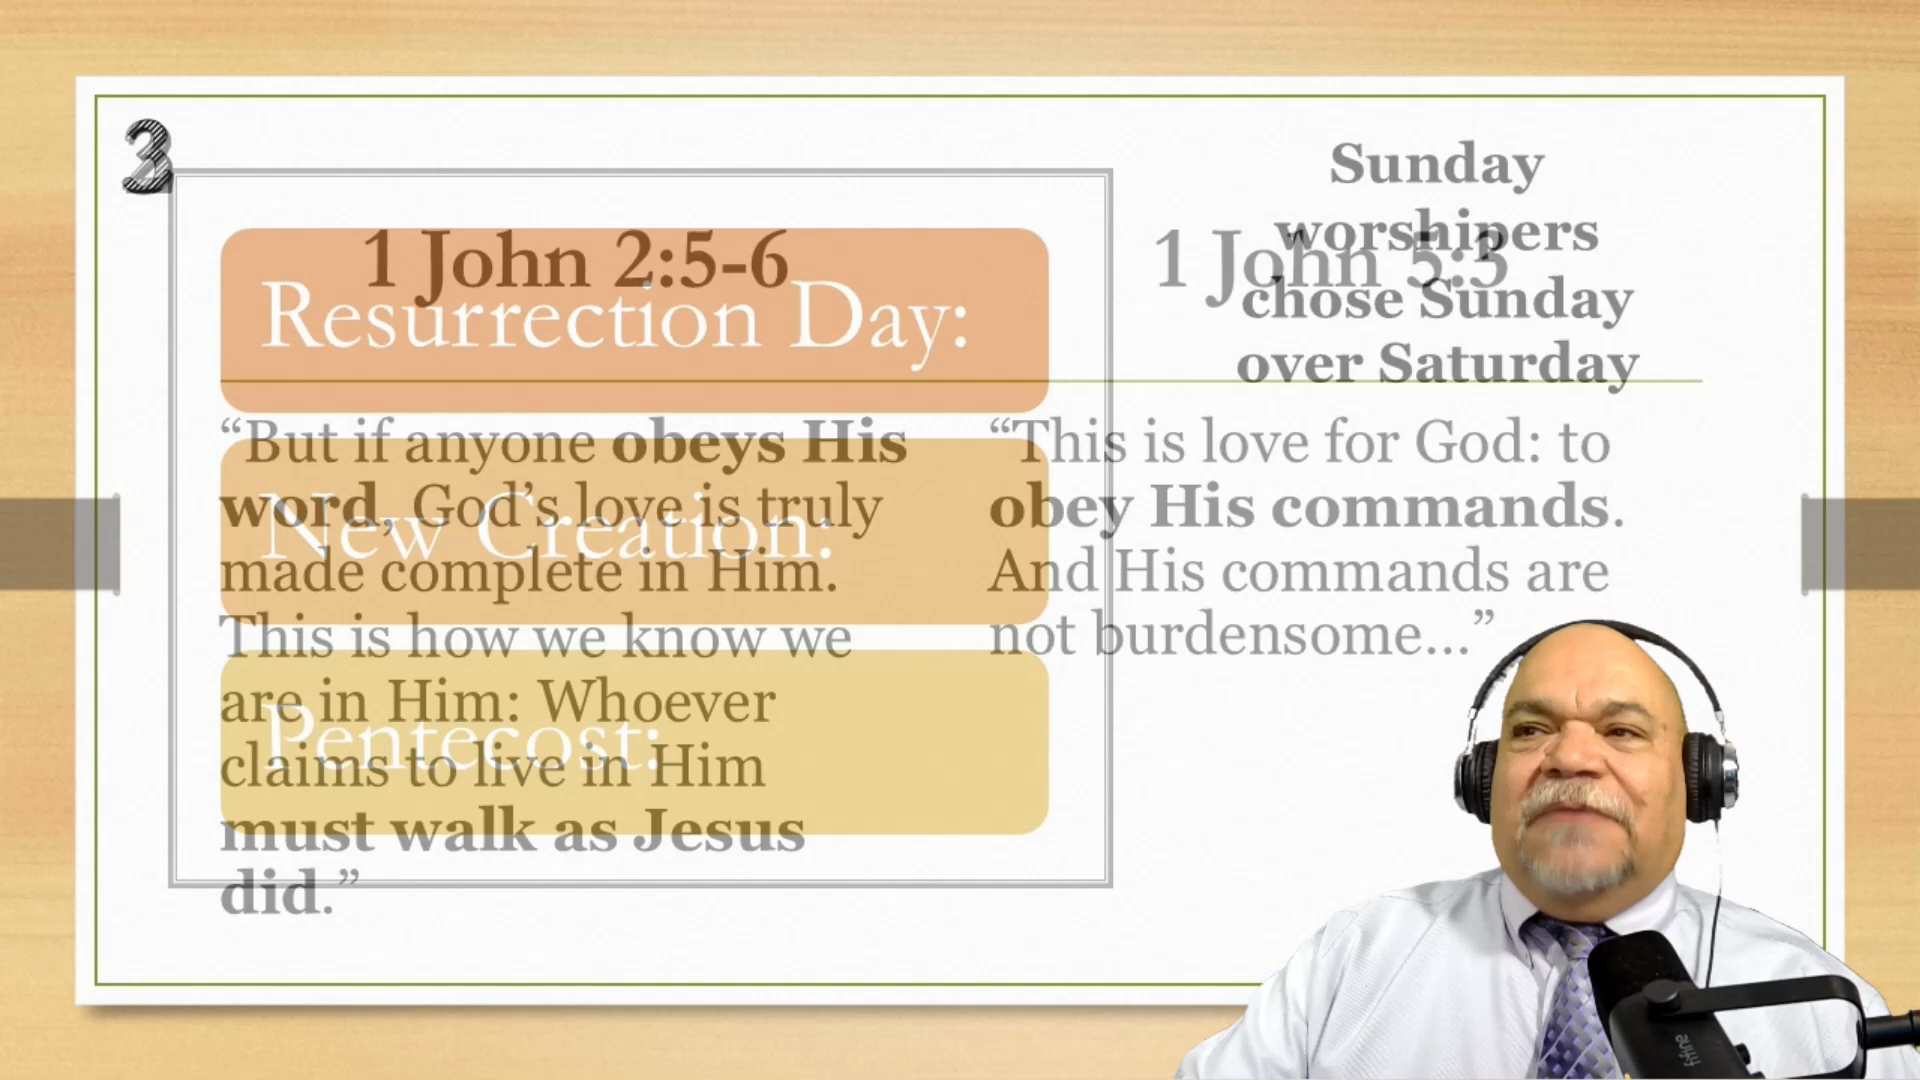 3
Sunday
worshipers
chose Sunday
over Saturday
Resurrection Day:
New Creation:
Pentecost:
1 John 2:5-6
“But if anyone obeys His
word, God’s love is truly
made complete in Him.
This is how we know we
are in Him: Whoever
claims to live in Him
must walk as Jesus
did.”
1 John 5:3
“This is love for God: to
obey His commands.
And His commands are
not burdensome...”
fifine